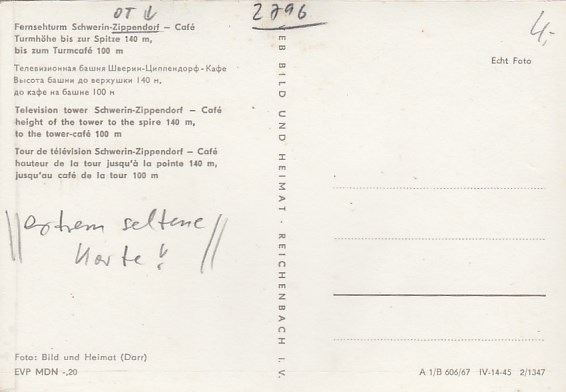 OT ↓
2796
4,-
Fernsehturm Schwerin-Zippendorf – Café
Turmhöhe bis zur Spitze 140 m,
bis zum Turmcafé 100 m
Телевизионная башня Шверин-Циппендорф - Кафе
Высота башни до верхушки 140 м,
до кафе на башне 100 м
Television tower Schwerin-Zippendorf – Café
height of the tower to the spire 140 m,
to the tower-café 100 m
Tour de télévision Schwerin-Zippendorf – Café
hauteur de la tour jusqu'à la pointe 140 m,
jusqu'au café de la tour 100 m
extrem seltene
Karte!
Foto: Bild und Heimat (Darr)
EVP MDN -,20
VEB BILD UND HEIMAT · REICHENBACH I. V.
Echt Foto
A 1/B 606/67 IV-14-45 2/1347